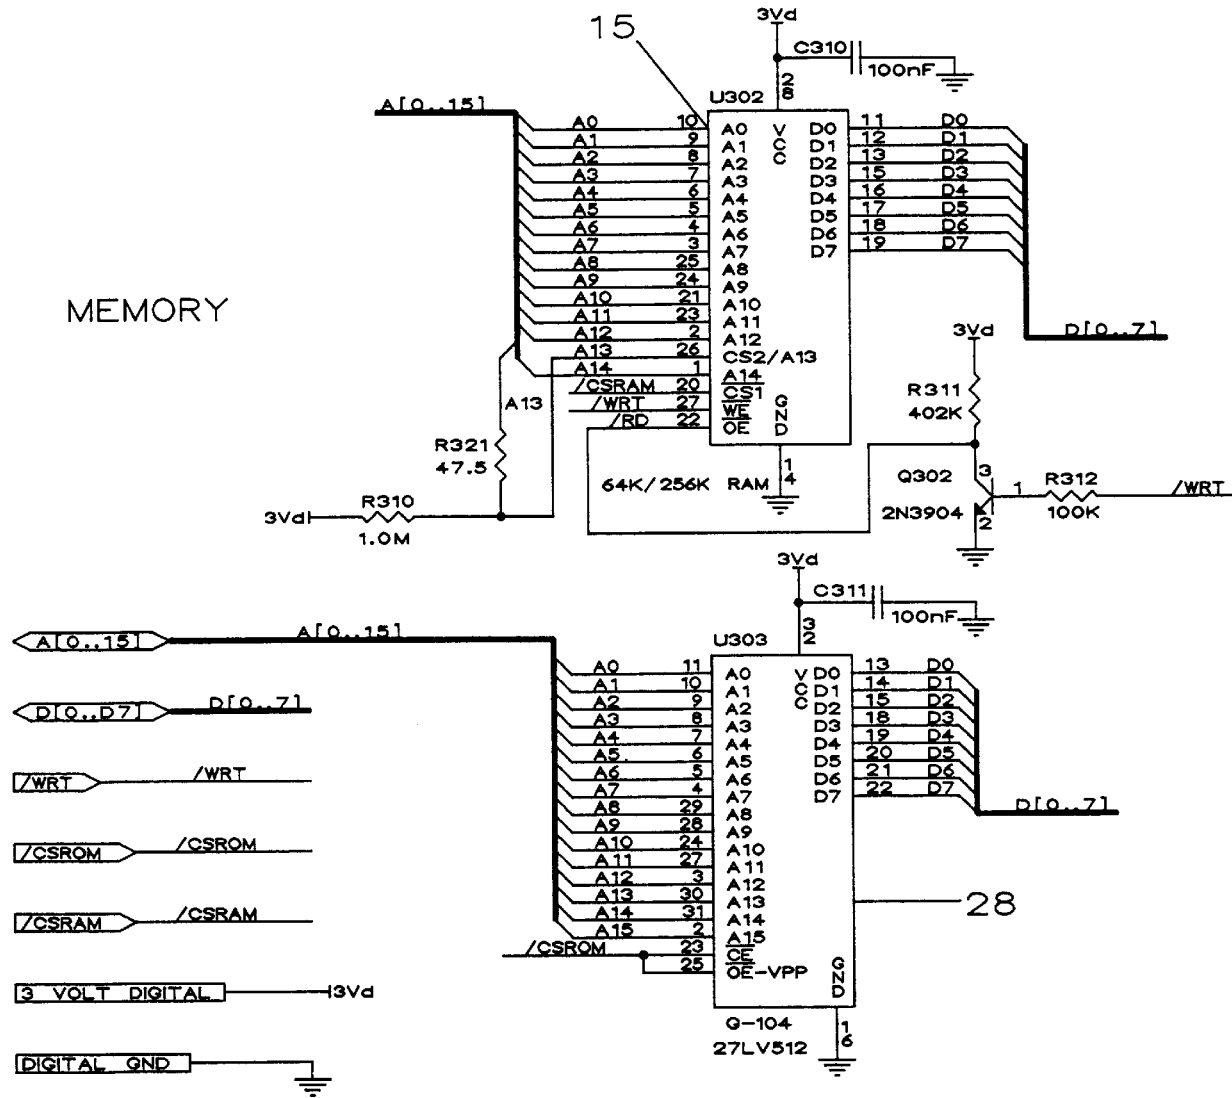 15
3Vd
C310
100nF
28
U302
A[0..15]
A0 10 A0 VCC D0 11 D0
A1 9 A1 D1 12 D1
A2 8 A2 D2 13 D2
A3 7 A3 D3 15 D3
A4 6 A4 D4 16 D4
A5 5 A5 D5 17 D5
A6 4 A6 D6 18 D6
A7 3 A7 D7 19 D7
A8 25 A8
A9 24 A9
A10 21 A10
A11 23 A11
A12 2 A12
A13 26 CS2/A13
A14 1 A14
/CSRAM 20 CS1
/WRT 27 WE
/RD 22 OE
GND
14
64K/256K RAM
MEMORY
D[0..7]
3Vd
R311
402K
A13
R321
47.5
3Vd
R310
1.0M
Q302
2N3904
3
1
2
R312
100K
/WRT
3Vd
C311
100nF
32
U303
A[0..15]
A[0..15]
D[0..D7]
D[0..7]
/WRT
/WRT
/CSROM
/CSROM
/CSRAM
/CSRAM
3 VOLT DIGITAL
3Vd
DIGITAL GND
A0 11 A0 VCC D0 13 D0
A1 10 A1 D1 14 D1
A2 9 A2 D2 15 D2
A3 8 A3 D3 18 D3
A4 7 A4 D4 19 D4
A5 6 A5 D5 20 D5
A6 5 A6 D6 21 D6
A7 4 A7 D7 22 D7
A8 29 A8
A9 28 A9
A10 24 A10
A11 27 A11
A12 3 A12
A13 30 A13
A14 31 A14
A15 2 A15
/CSROM 23 CE
25 OE-VPP
GND
16
D[0..7]
28
Q-104
27LV512